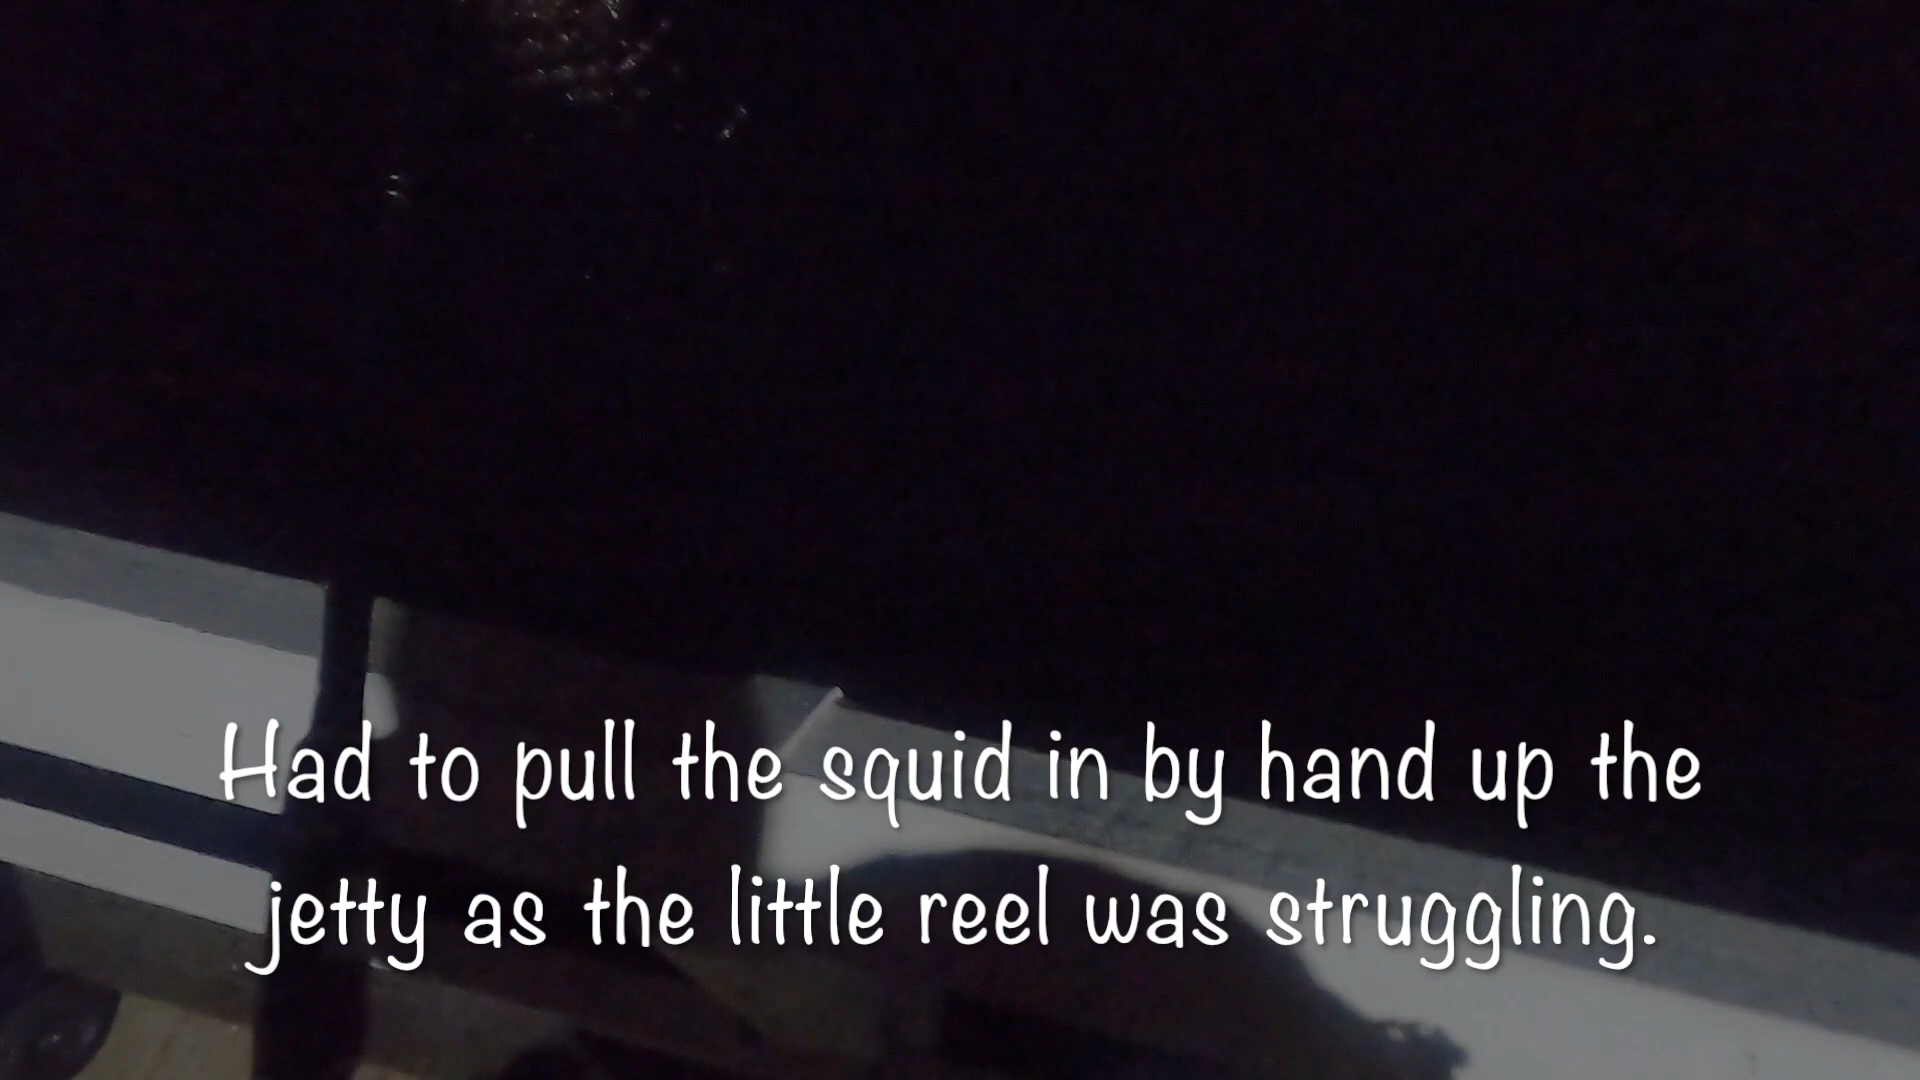 Had to pull the squid in by hand up the
jetty as the little reel was struggling.